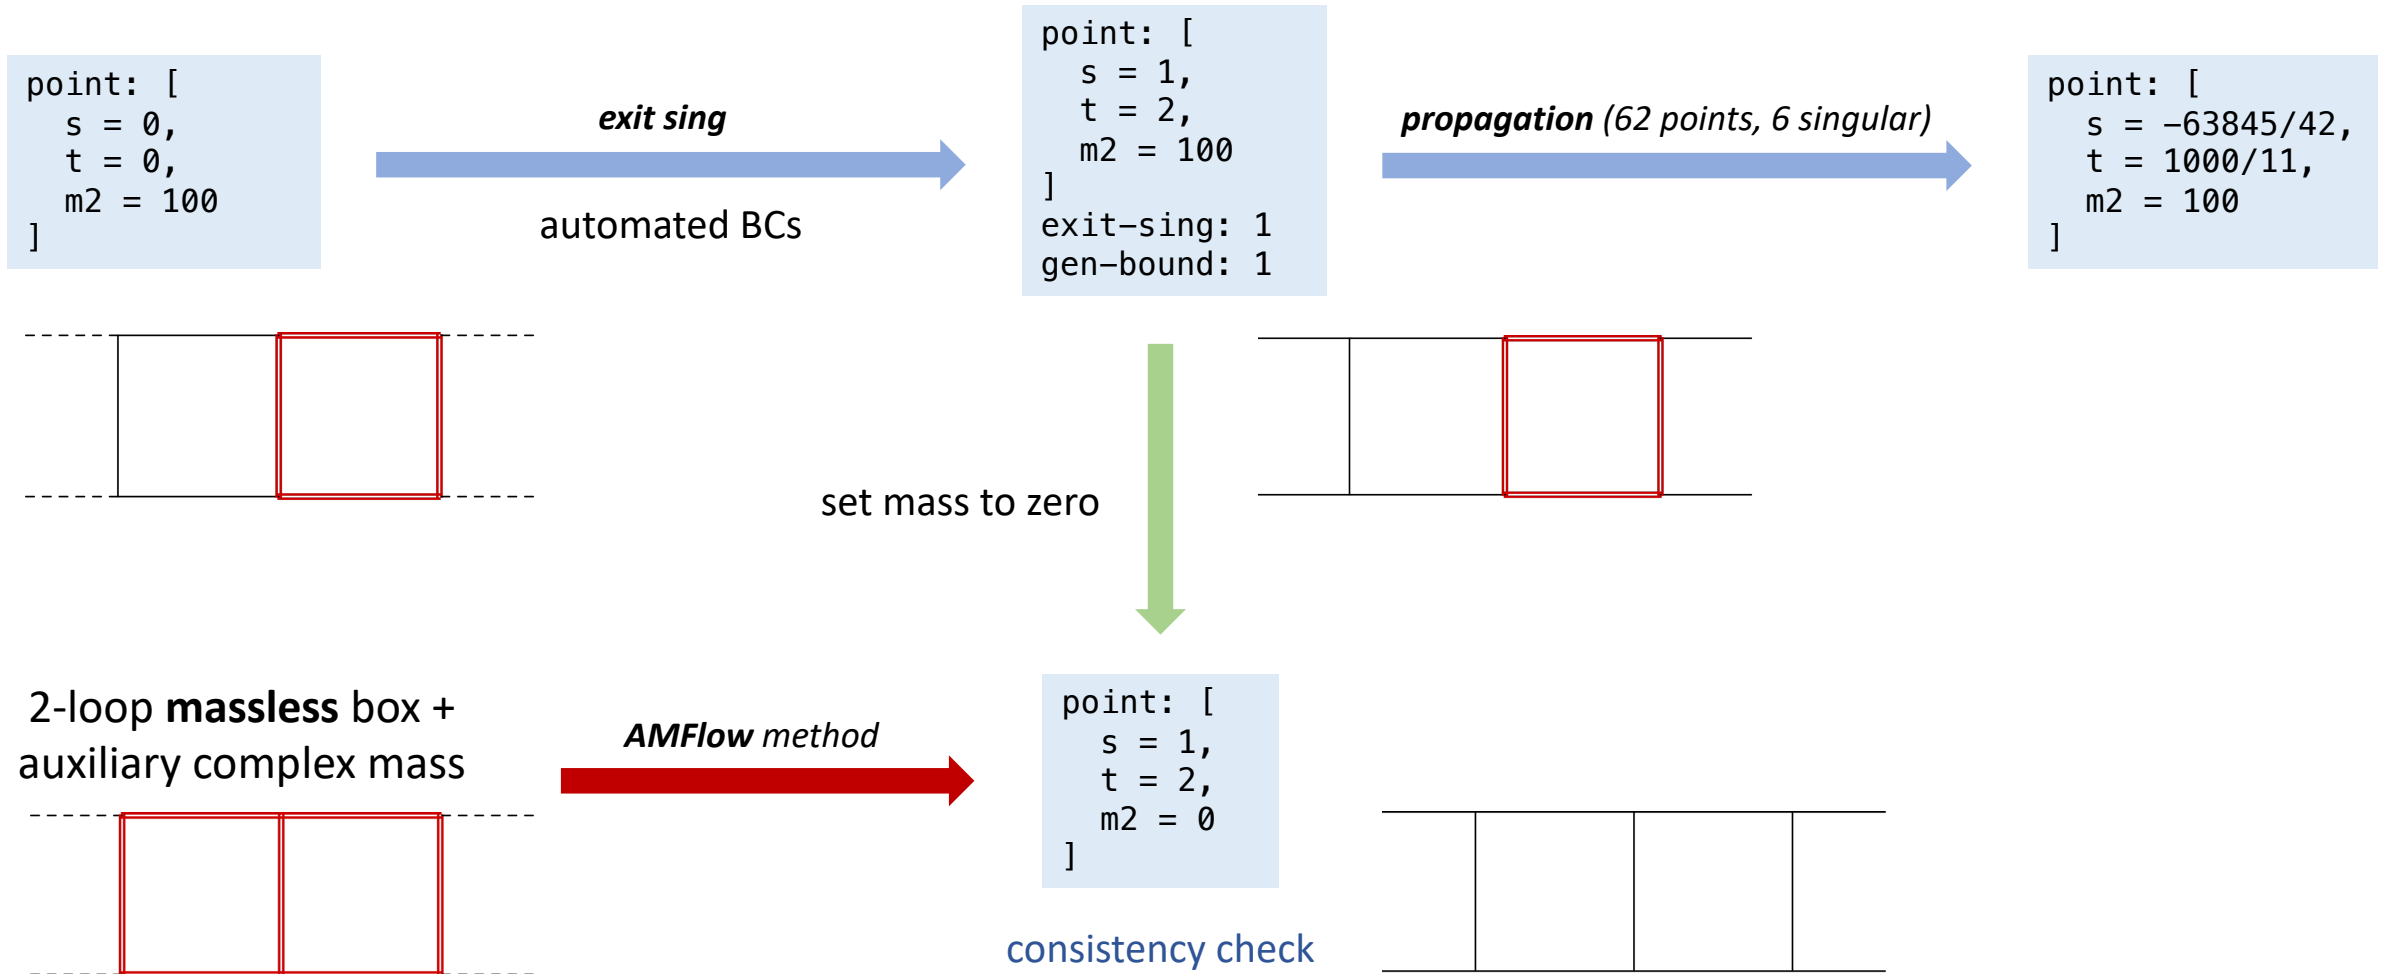 point: [
  s = 0,
  t = 0,
  m2 = 100
]
exit sing
automated BCs
point: [
  s = 1,
  t = 2,
  m2 = 100
]
exit-sing: 1
gen-bound: 1
propagation (62 points, 6 singular)
point: [
  s = -63845/42,
  t = 1000/11,
  m2 = 100
]
set mass to zero
2-loop massless box +
auxiliary complex mass
AMFlow method
point: [
  s = 1,
  t = 2,
  m2 = 0
]
consistency check